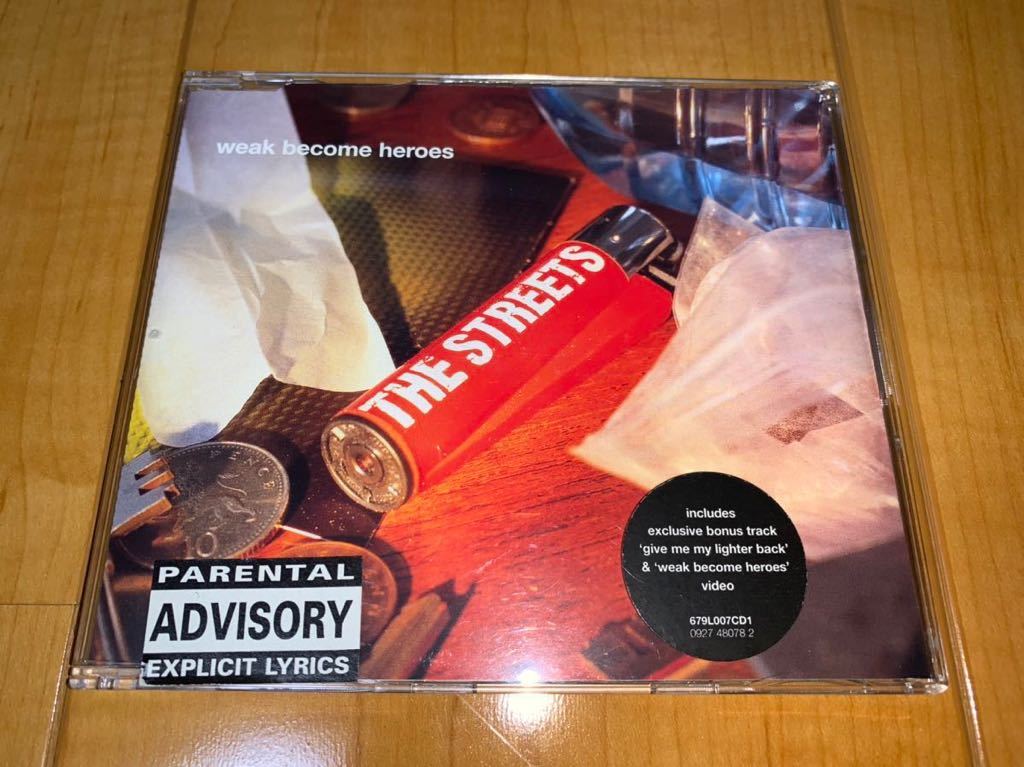 weak become heroes
THE STREETS
PENCE
10
PARENTAL
ADVISORY
EXPLICIT LYRICS
includes
exclusive bonus track
'give me my lighter back'
& 'weak become heroes'
video
679L007CD1
0927 48078 2